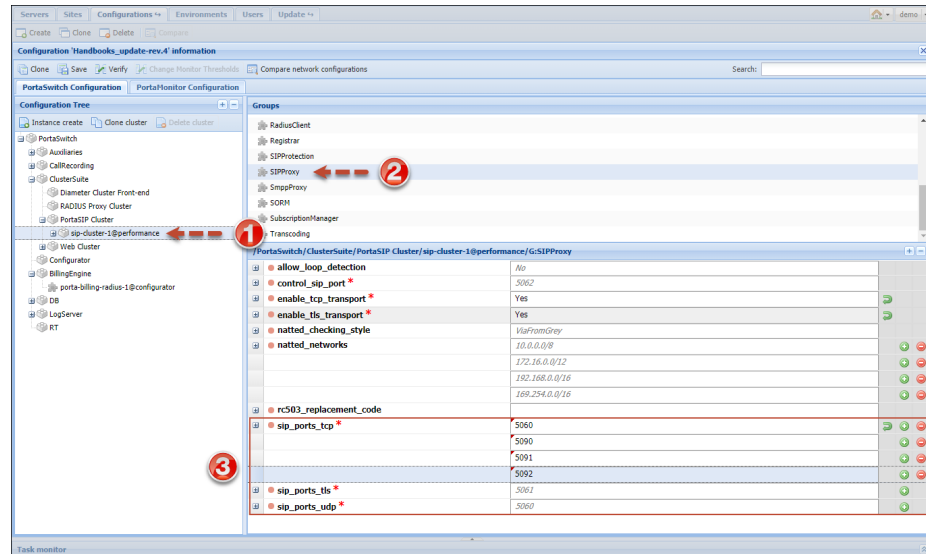 Servers Sites Configurations Environments Users Update demo
Create Clone Delete Compare
Configuration 'Handbooks_update-rev.4' information
Clone Save Verify Change Monitor Thresholds Compare network configurations Search:
PortaSwitch Configuration PortaMonitor Configuration
Configuration Tree
Groups
Instance create Clone cluster Delete cluster
PortaSwitch
Auxiliaries
CallRecording
ClusterSuite
Diameter Cluster Front-end
RADIUS Proxy Cluster
PortaSIP Cluster
sip-cluster-1@performance
1
Web Cluster
Configurator
BillingEngine
porta-billing-radius-1@configurator
DB
LogServer
RT
RadiusClient
Registrar
SIPProtection
SIPProxy
2
SmppProxy
SORM
SubscriptionManager
Transcoding
/PortaSwitch/ClusterSuite/PortaSIP Cluster/sip-cluster-1@performance/G:SIPProxy
allow_loop_detection No
control_sip_port * 5062
enable_tcp_transport * Yes
enable_tls_transport * Yes
natted_checking_style ViaFromGrey
natted_networks 10.0.0.0/8
172.16.0.0/12
192.168.0.0/16
169.254.0.0/16
rc503_replacement_code
sip_ports_tcp * 5060
5090
5091
3
5092
sip_ports_tls * 5061
sip_ports_udp * 5060
Task monitor